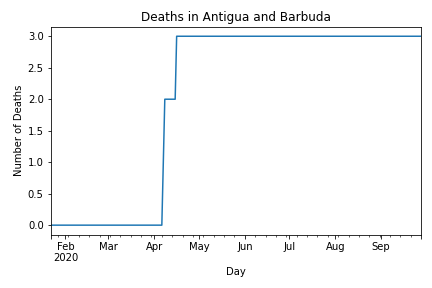 Deaths in Antigua and Barbuda
3.0
2.5
2.0
1.5
1.0
0.5
0.0
Number of Deaths
Feb Mar Apr May Jun Jul Aug Sep
2020
Day